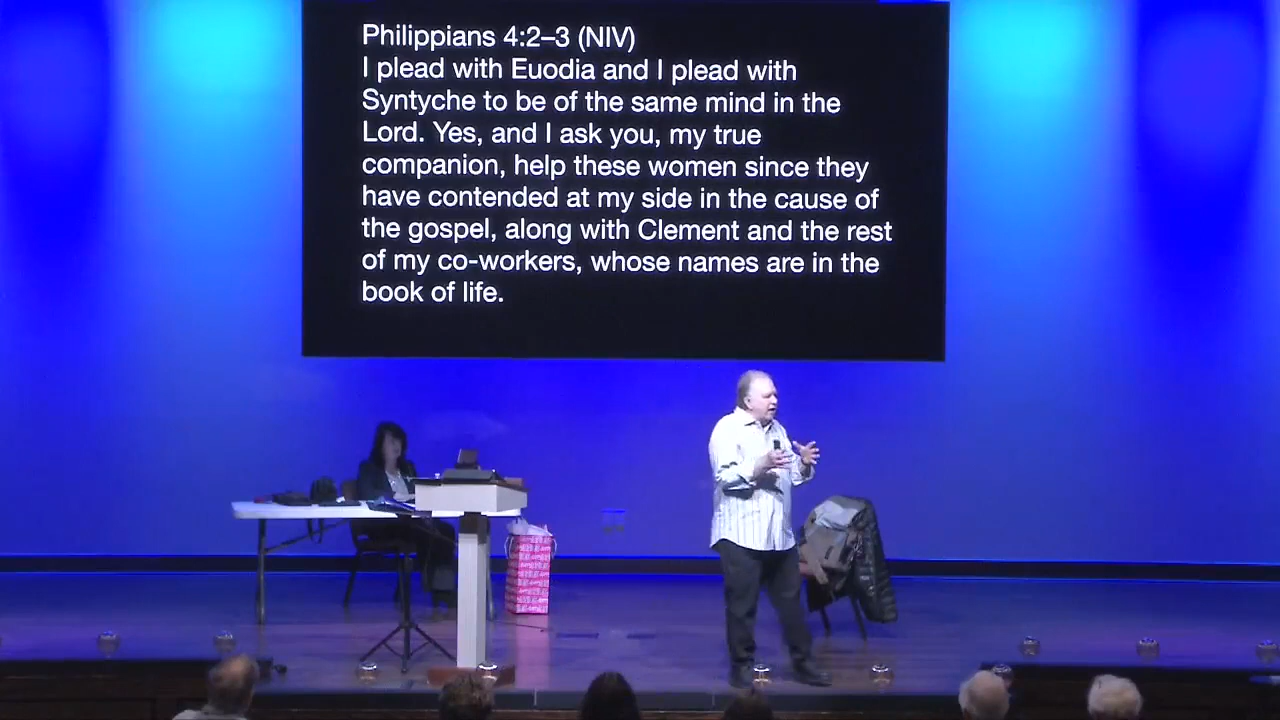 Philippians 4:2–3 (NIV)
I plead with Euodia and I plead with
Syntyche to be of the same mind in the
Lord. Yes, and I ask you, my true
companion, help these women since they
have contended at my side in the cause of
the gospel, along with Clement and the rest
of my co-workers, whose names are in the
book of life.